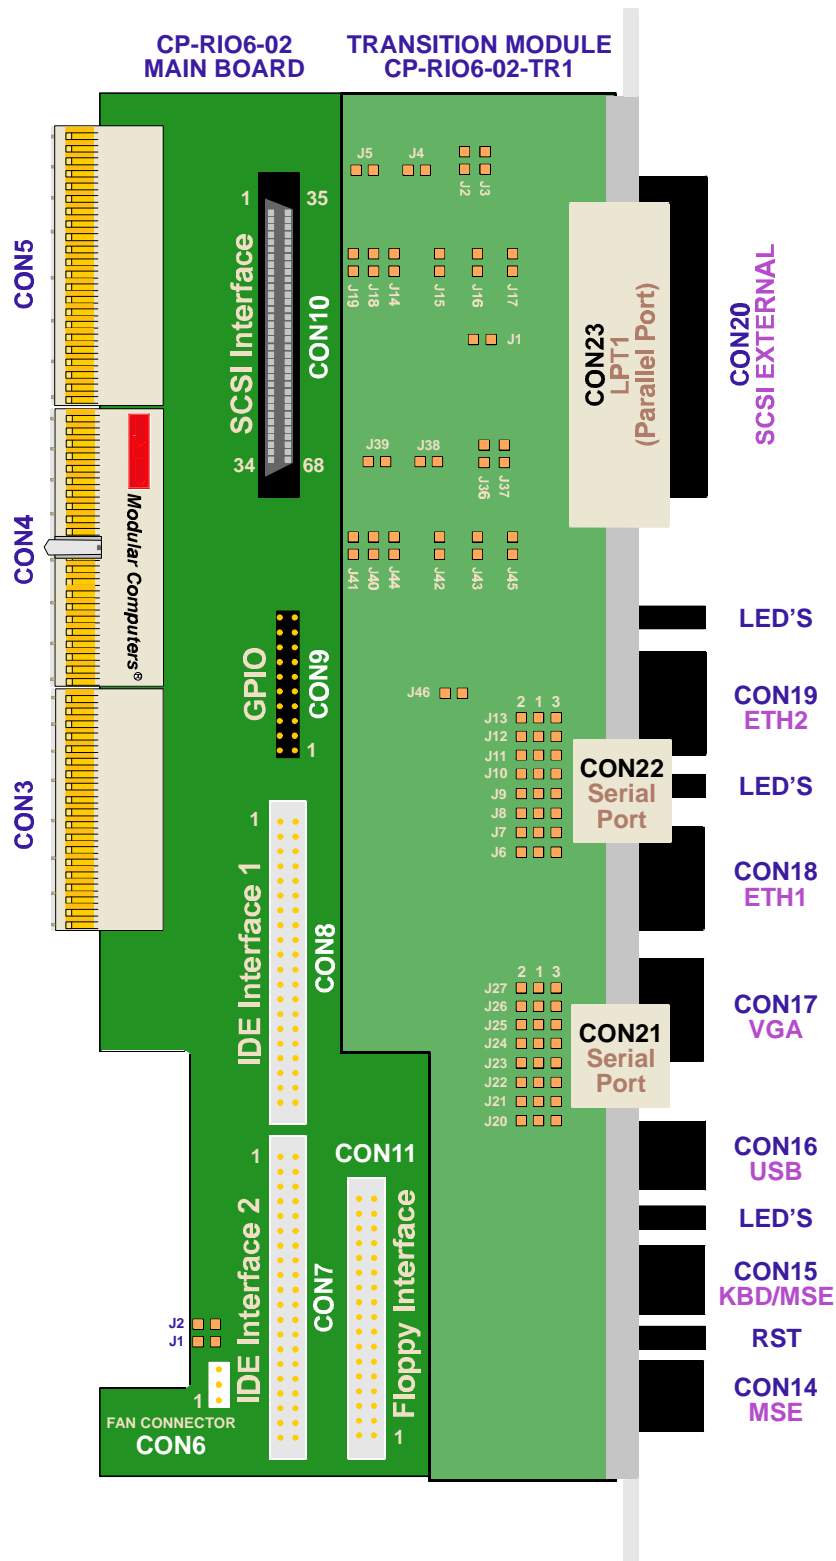 CP-RIO6-02
MAIN BOARD
TRANSITION MODULE
CP-RIO6-02-TR1
CON5
CON4
CON3
Modular Computers®
1
35
34
68
SCSI Interface
CON10
GPIO
CON9
1
1
IDE Interface 1
CON8
1
IDE Interface 2
CON7
CON11
Floppy Interface
1
J2
J1
1
FAN CONNECTOR
CON6
J5
J4
J2
J3
J19
J18
J14
J15
J16
J17
J1
J39
J38
J36
J37
J41
J40
J44
J42
J43
J45
J46
2 1 3
J13
J12
J11
J10
J9
J8
J7
J6
2 1 3
J27
J26
J25
J24
J23
J22
J21
J20
CON23
LPT1
(Parallel Port)
CON22
Serial
Port
CON21
Serial
Port
CON20
SCSI EXTERNAL
LED'S
CON19
ETH2
LED'S
CON18
ETH1
CON17
VGA
CON16
USB
LED'S
CON15
KBD/MSE
RST
CON14
MSE